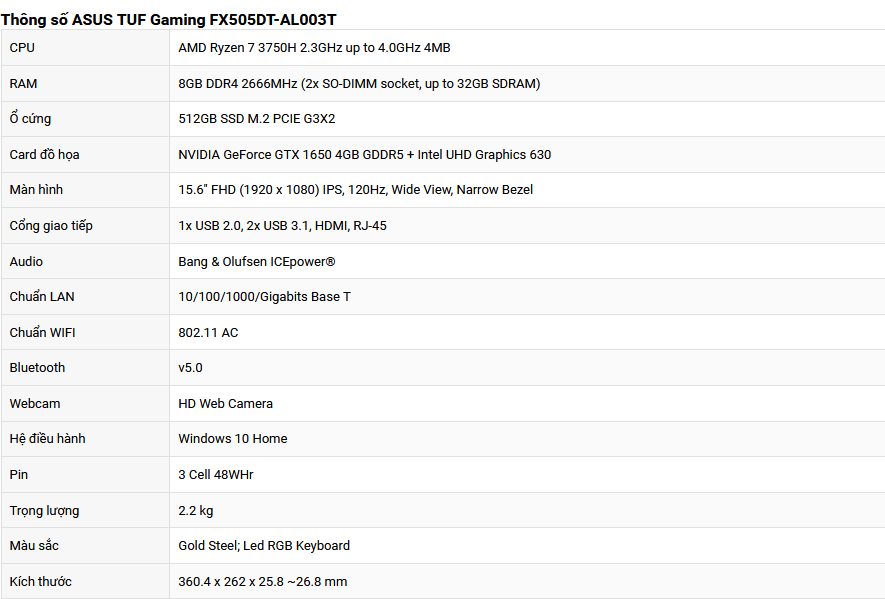 Thông số ASUS TUF Gaming FX505DT-AL003T
CPU AMD Ryzen 7 3750H 2.3GHz up to 4.0GHz 4MB
RAM 8GB DDR4 2666MHz (2x SO-DIMM socket, up to 32GB SDRAM)
Ổ cứng 512GB SSD M.2 PCIE G3X2
Card đồ họa NVIDIA GeForce GTX 1650 4GB GDDR5 + Intel UHD Graphics 630
Màn hình 15.6" FHD (1920 x 1080) IPS, 120Hz, Wide View, Narrow Bezel
Cổng giao tiếp 1x USB 2.0, 2x USB 3.1, HDMI, RJ-45
Audio Bang & Olufsen ICEpower®
Chuẩn LAN 10/100/1000/Gigabits Base T
Chuẩn WIFI 802.11 AC
Bluetooth v5.0
Webcam HD Web Camera
Hệ điều hành Windows 10 Home
Pin 3 Cell 48WHr
Trọng lượng 2.2 kg
Màu sắc Gold Steel; Led RGB Keyboard
Kích thước 360.4 x 262 x 25.8 ~26.8 mm